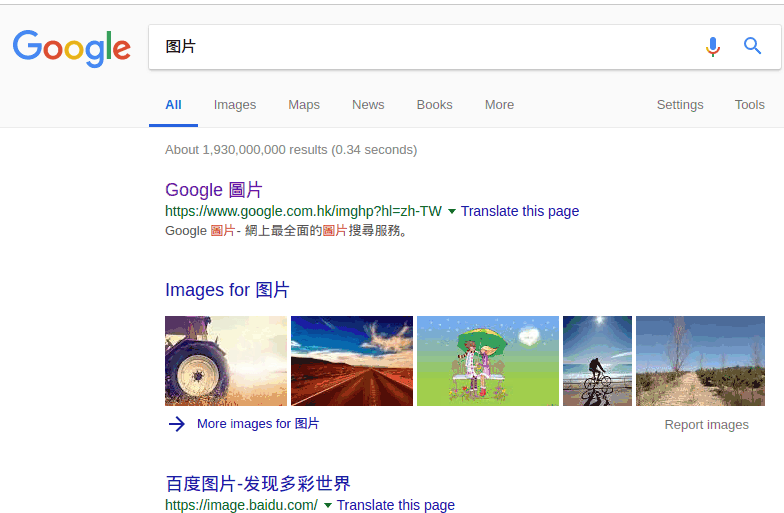 Google
图片
All Images Maps News Books More Settings Tools
About 1,930,000,000 results (0.34 seconds)
Google 圖片
https://www.google.com.hk/imghp?hl=zh-TW Translate this page
Google 圖片- 網上最全面的圖片搜尋服務。
Images for 图片
More images for 图片 Report images
百度图片-发现多彩世界
https://image.baidu.com/ Translate this page